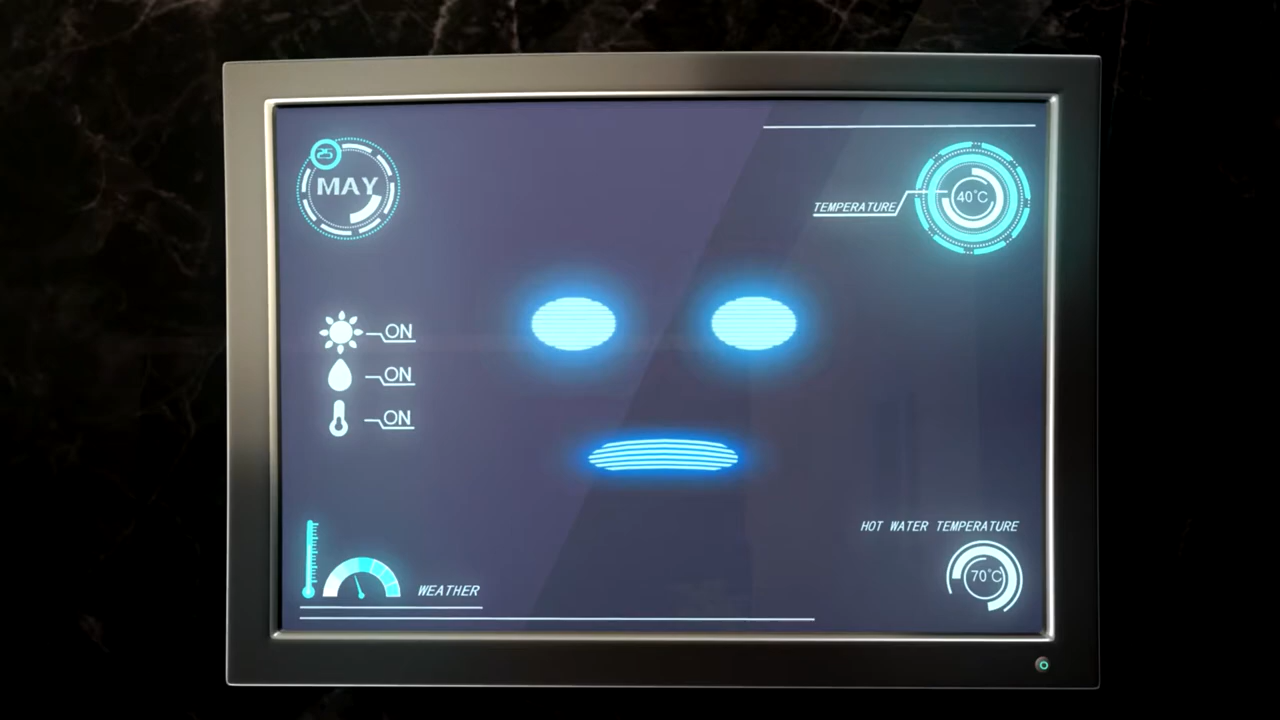 25
MAY
TEMPERATURE
40°C
ON
ON
ON
HOT WATER TEMPERATURE
70°C
WEATHER